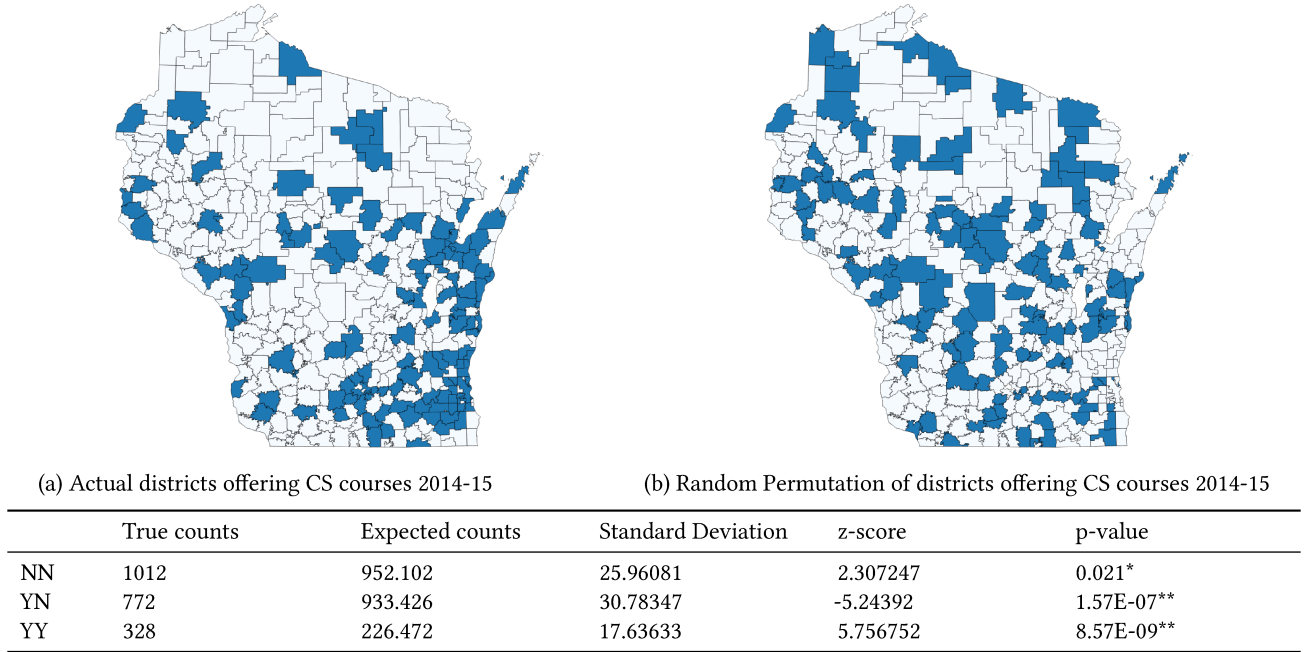 (a) Actual districts offering CS courses 2014-15
(b) Random Permutation of districts offering CS courses 2014-15
True counts Expected counts Standard Deviation z-score p-value
NN 1012 952.102 25.96081 2.307247 0.021*
YN 772 933.426 30.78347 -5.24392 1.57E-07**
YY 328 226.472 17.63633 5.756752 8.57E-09**